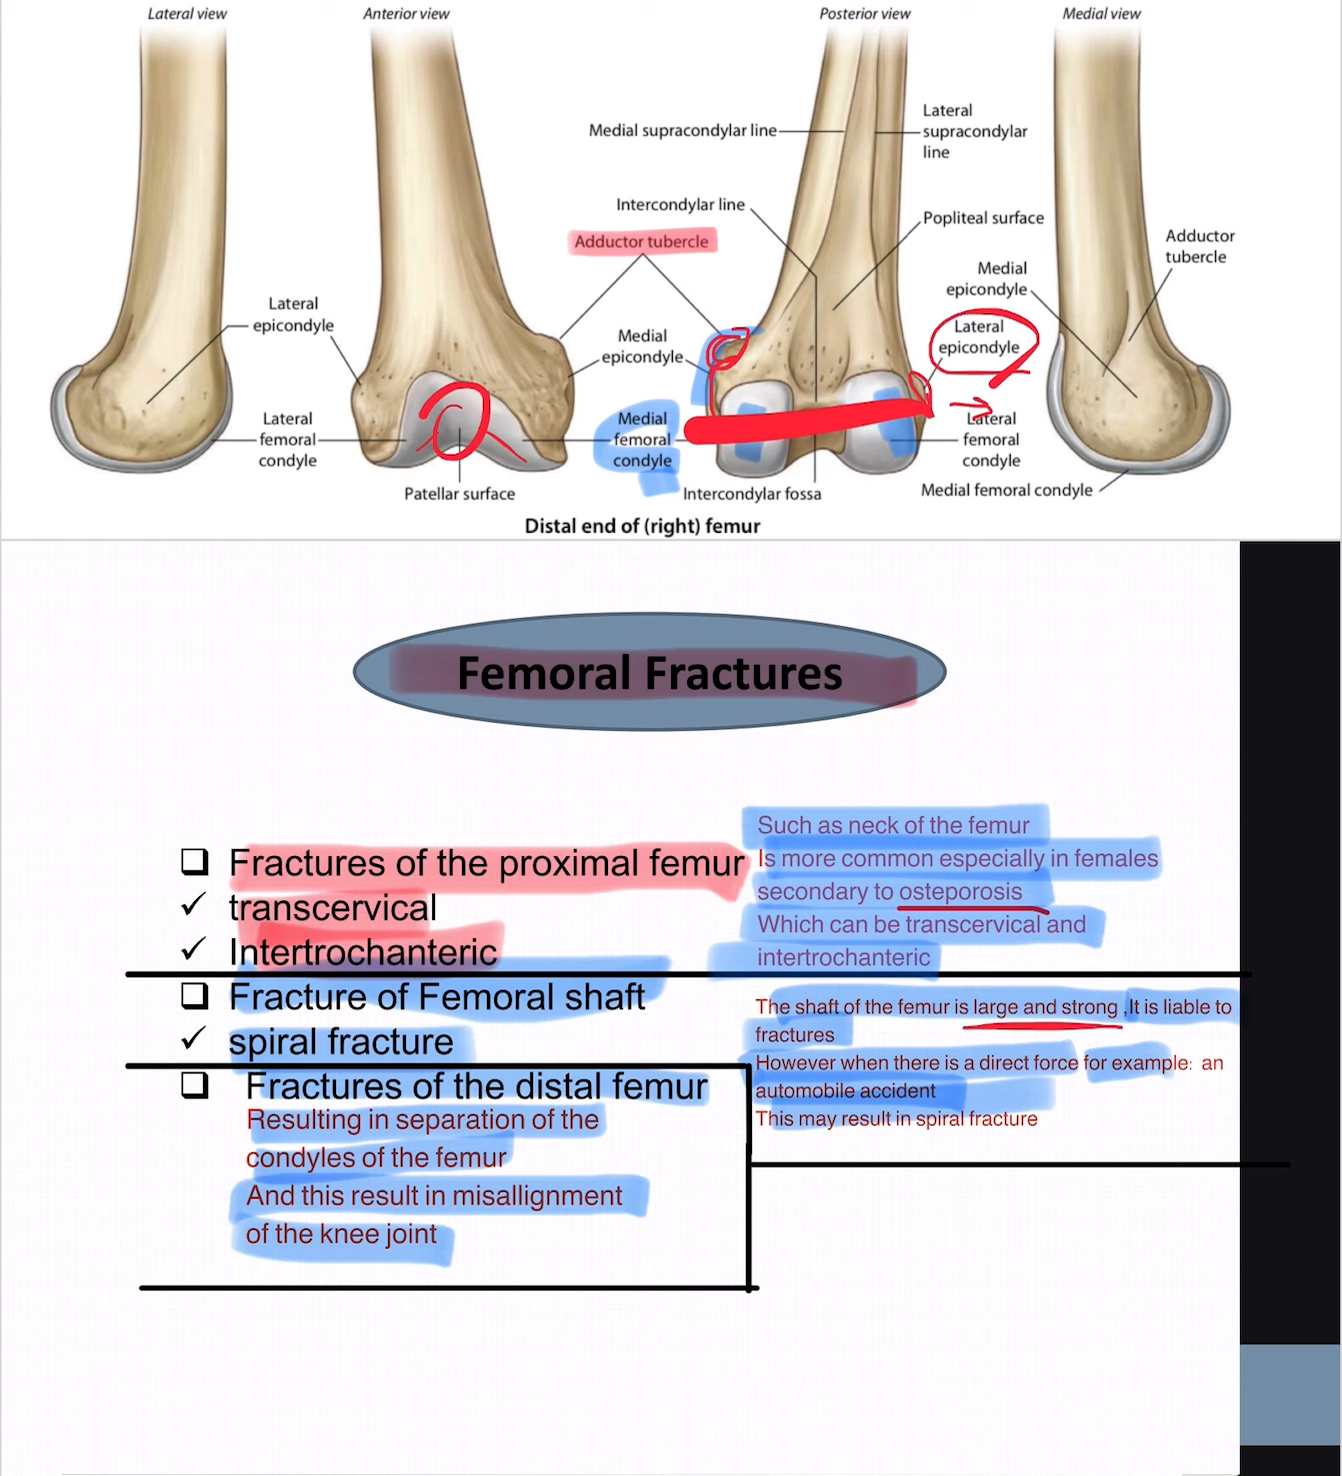 Lateral view
Anterior view
Posterior view
Medial view
Medial supracondylar line
Lateral
supracondylar
line
Intercondylar line
Popliteal surface
Adductor tubercle
Adductor
tubercle
Medial
epicondyle
Lateral
epicondyle
Medial
epicondyle
Lateral
epicondyle
Lateral
femoral
condyle
Medial
femoral
condyle
Lateral
femoral
condyle
Patellar surface
Intercondylar fossa
Medial femoral condyle
Distal end of (right) femur
Femoral Fractures
❑ Fractures of the proximal femur
✓ transcervical
✓ Intertrochanteric
Such as neck of the femur
Is more common especially in females
secondary to osteporosis
Which can be transcervical and
intertrochanteric
❑ Fracture of Femoral shaft
✓ spiral fracture
The shaft of the femur is large and strong ,It is liable to
fractures
However when there is a direct force for example: an
automobile accident
This may result in spiral fracture
❑ Fractures of the distal femur
Resulting in separation of the
condyles of the femur
And this result in misallignment
of the knee joint